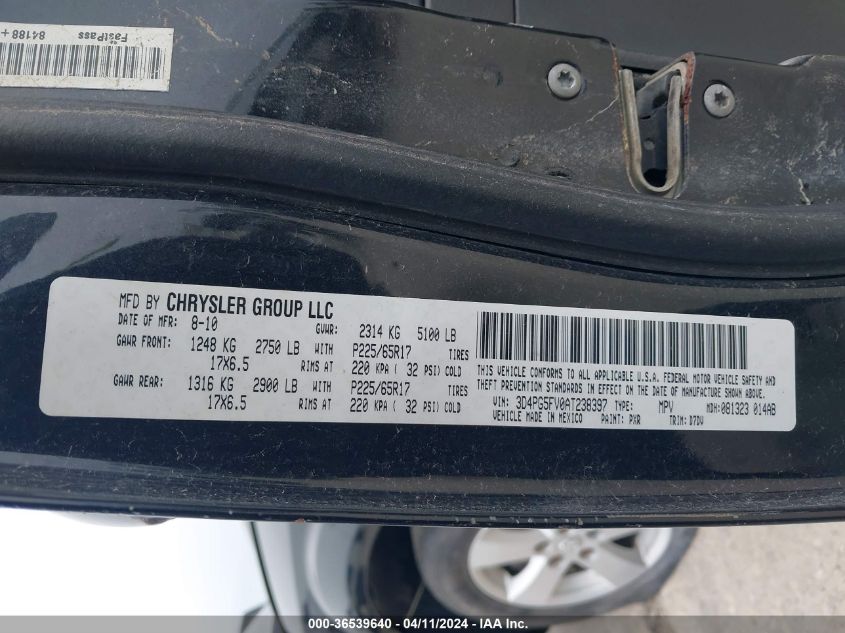 FastPass
84188+
MFD BY CHRYSLER GROUP LLC
DATE OF MFR: 8-10 GVWR: 2314 KG 5100 LB
GAWR FRONT: 1248 KG 2750 LB WITH P225/65R17 TIRES
17X6.5 RIMS AT 220 KPA ( 32 PSI) COLD
GAWR REAR: 1316 KG 2900 LB WITH P225/65R17 TIRES
17X6.5 RIMS AT 220 KPA ( 32 PSI) COLD
THIS VEHICLE CONFORMS TO ALL APPLICABLE U.S.A. FEDERAL MOTOR VEHICLE SAFETY AND
THEFT PREVENTION STANDARDS IN EFFECT ON THE DATE OF MANUFACTURE SHOWN ABOVE.
VIN: 3D4PG5FV0AT238397 TYPE: MPV MDH: 081323 014AB
VEHICLE MADE IN MEXICO PAINT: PXR TRIM: D7DV
000-36539640 - 04/11/2024 - IAA Inc.